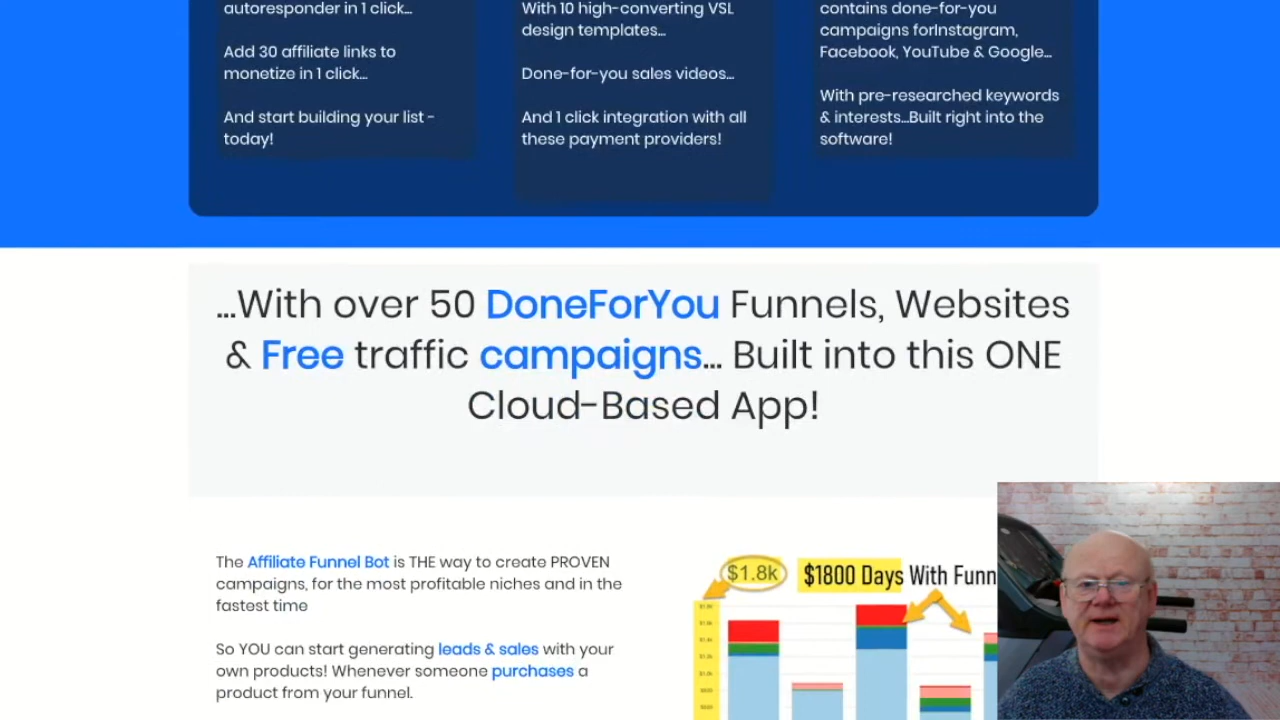 autoresponder in 1 click...
Add 30 affiliate links to
monetize in 1 click...
And start building your list -
today!
With 10 high-converting VSL
design templates...
Done-for-you sales videos...
And 1 click integration with all
these payment providers!
contains done-for-you
campaigns forInstagram,
Facebook, YouTube & Google...
With pre-researched keywords
& interests...Built right into the
software!
...With over 50 DoneForYou Funnels, Websites
& Free traffic campaigns... Built into this ONE
Cloud-Based App!
The Affiliate Funnel Bot is THE way to create PROVEN
campaigns, for the most profitable niches and in the
fastest time
So YOU can start generating leads & sales with your
own products! Whenever someone purchases a
product from your funnel.
$1.8k
$1800 Days With Funn